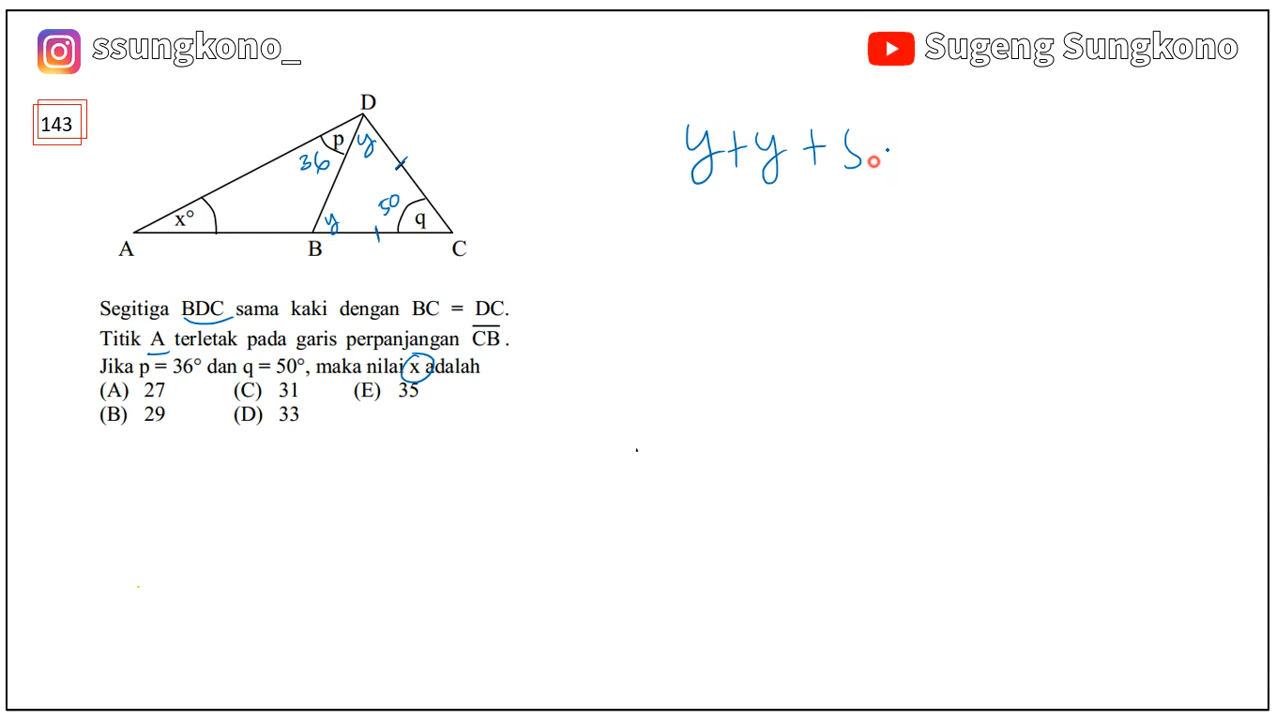 ssungkono_
Sugeng Sungkono
143
D
p
y
36
50
x°
y
q
A
B
C
y + y + 5
Segitiga BDC sama kaki dengan BC = DC.
Titik A terletak pada garis perpanjangan CB.
Jika p = 36° dan q = 50°, maka nilai x adalah
(A) 27 (C) 31 (E) 35
(B) 29 (D) 33